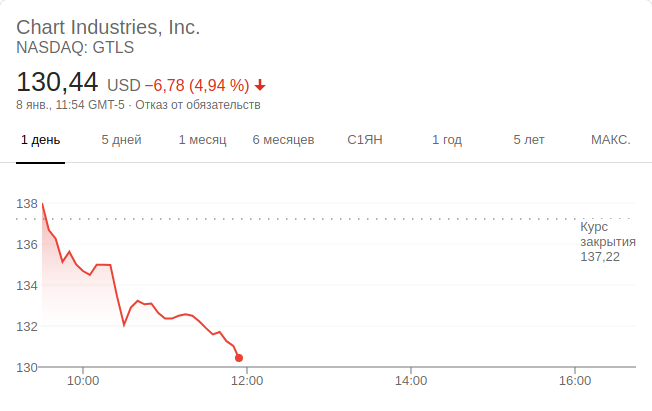 Chart Industries, Inc.
NASDAQ: GTLS
130,44 USD −6,78 (4,94 %)
8 янв., 11:54 GMT-5 · Отказ от обязательств
1 день 5 дней 1 месяц 6 месяцев С1ЯН 1 год 5 лет МАКС.
138
Курс
136
закрытия
137,22
134
132
130
10:00 12:00 14:00 16:00